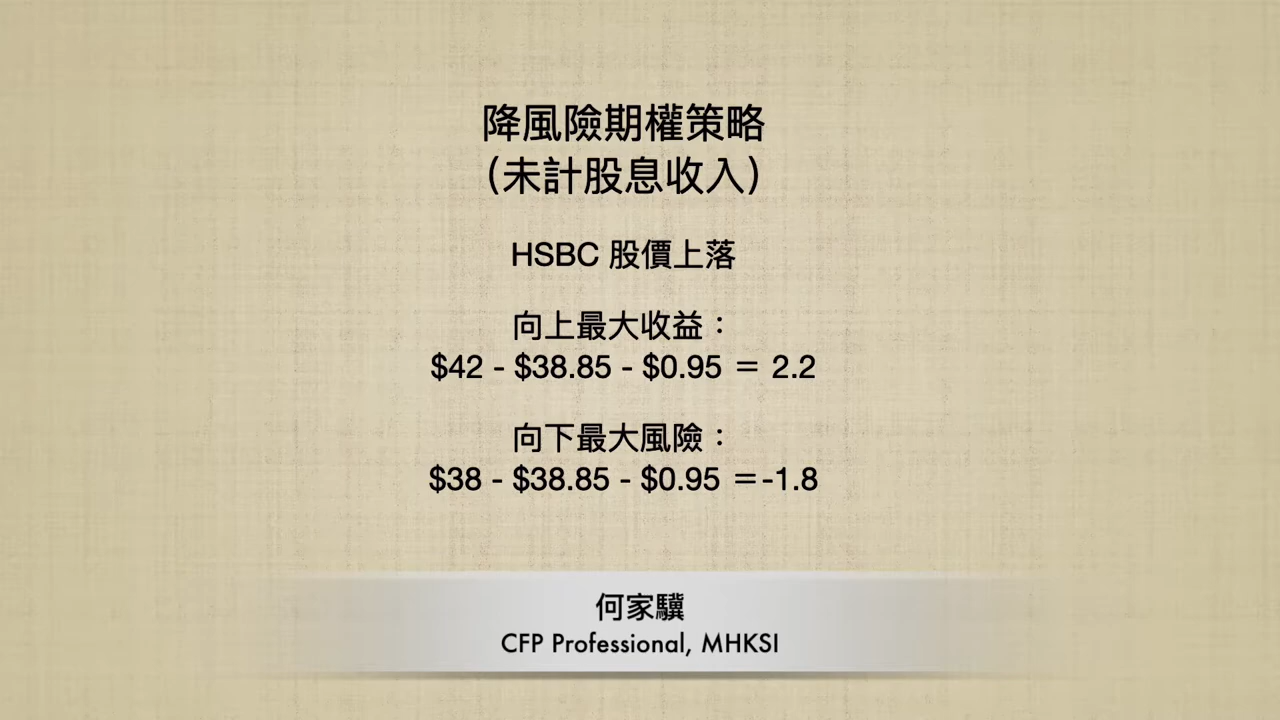 降風險期權策略
（未計股息收入）
HSBC 股價上落
向上最大收益：
$42 - $38.85 - $0.95 ＝ 2.2
向下最大風險：
$38 - $38.85 - $0.95 ＝-1.8
何家驥
CFP Professional, MHKSI